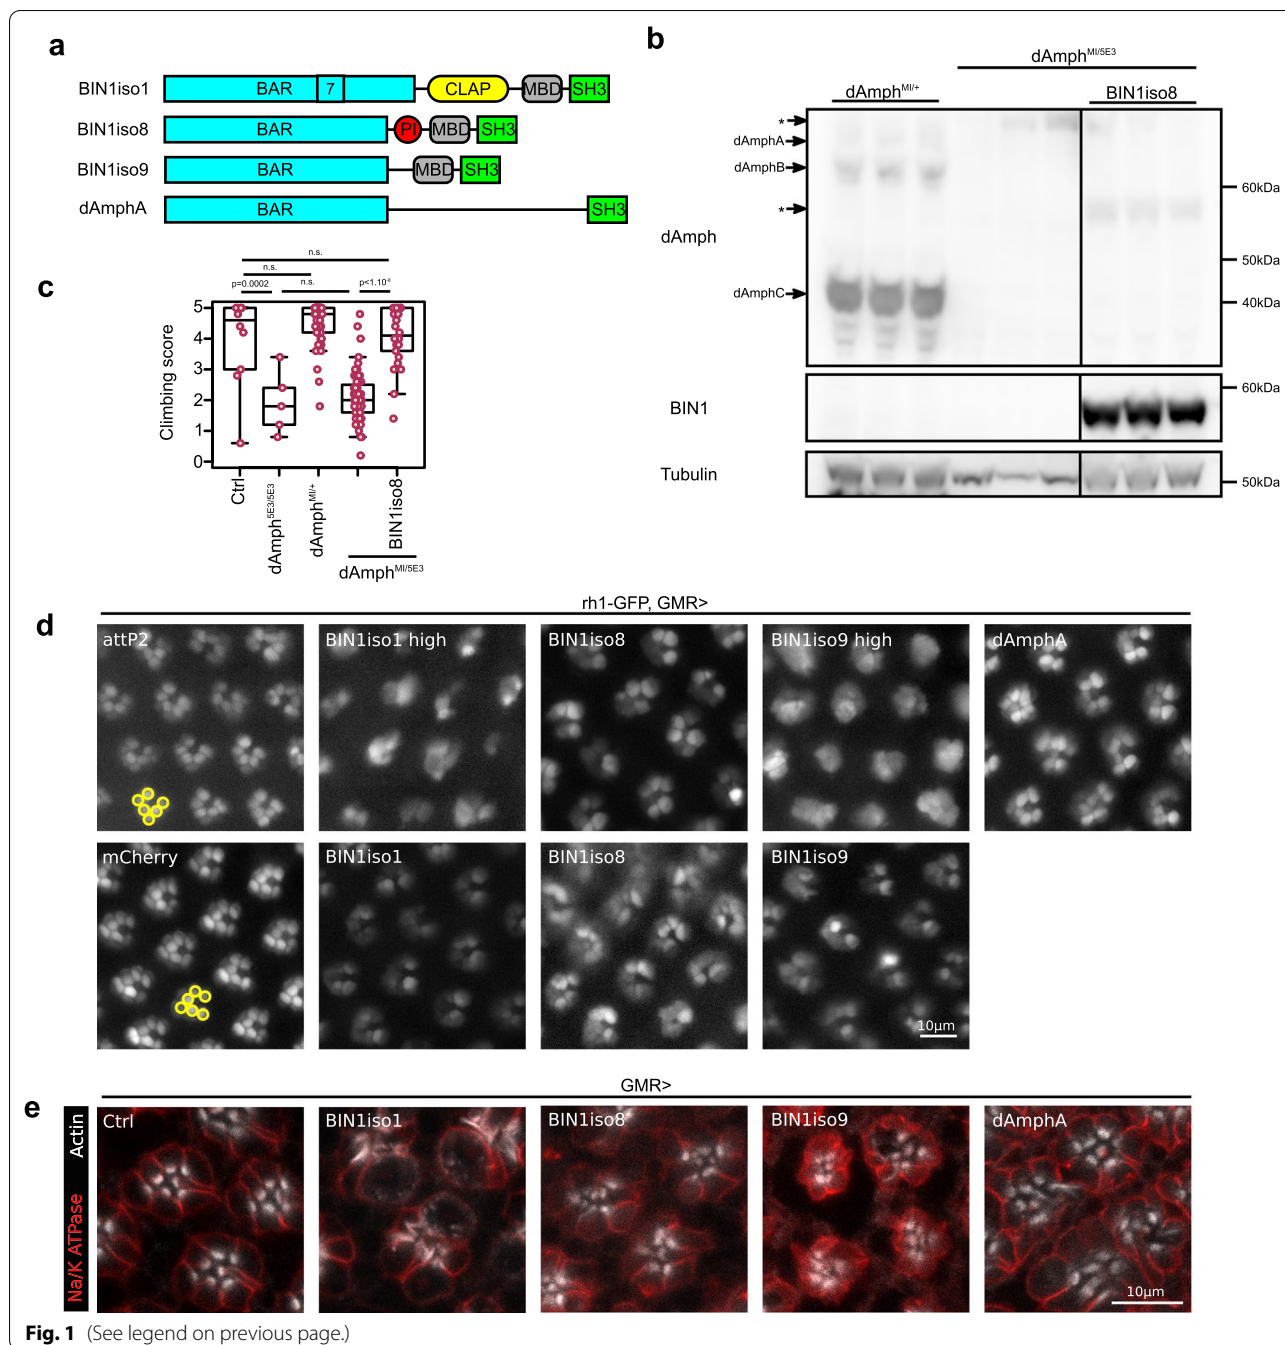 a
BIN1iso1
BAR
7
CLAP
MBD
SH3
BIN1iso8
BAR
PI
MBD
SH3
BIN1iso9
BAR
MBD
SH3
dAmphA
BAR
SH3
b
dAmph^MI/5E3
dAmph^MI/+
BIN1iso8
*
dAmphA
dAmphB
*
dAmphC
dAmph
60kDa
50kDa
40kDa
BIN1
60kDa
Tubulin
50kDa
c
n.s.
n.s.
p=0.0002
n.s.
Climbing score
5
4
3
2
1
0
Ctrl
dAmph^5E3/5E3
dAmph^MI/+
BIN1iso8
dAmph^MI/5E3
d
rh1-GFP, GMR>
attP2
BIN1iso1 high
BIN1iso8
BIN1iso9 high
dAmphA
mCherry
BIN1iso1
BIN1iso8
BIN1iso9
10µm
e
GMR>
Na/K ATPase Actin
Ctrl
BIN1iso1
BIN1iso8
BIN1iso9
dAmphA
10µm
Fig. 1 (See legend on previous page.)